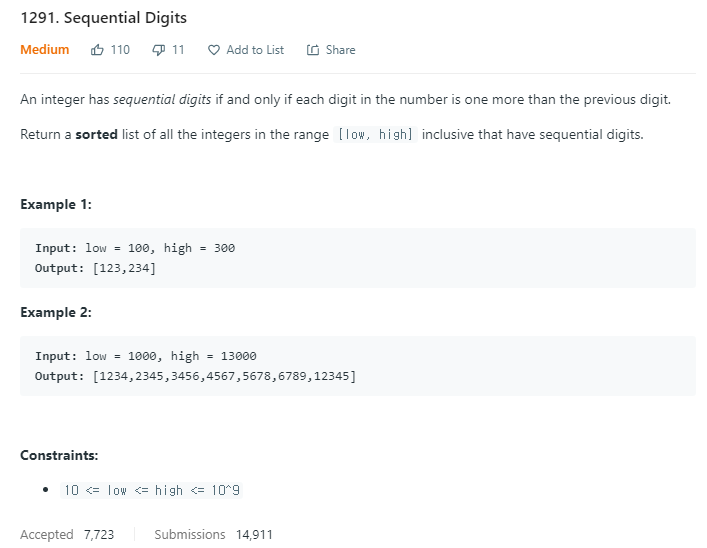 1291. Sequential Digits
Medium 110 11 Add to List Share
An integer has sequential digits if and only if each digit in the number is one more than the previous digit.
Return a sorted list of all the integers in the range [low, high] inclusive that have sequential digits.
Example 1:
Input: low = 100, high = 300
Output: [123,234]
Example 2:
Input: low = 1000, high = 13000
Output: [1234,2345,3456,4567,5678,6789,12345]
Constraints:
• 10 <= low <= high <= 10^9
Accepted 7,723 Submissions 14,911